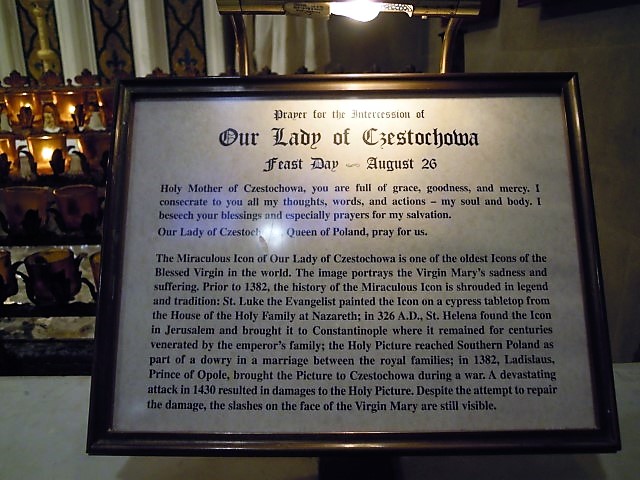 Prayer for the Intercession of
Our Lady of Czestochowa
Feast Day ~ August 26
Holy Mother of Czestochowa, you are full of grace, goodness, and mercy. I
consecrate to you all my thoughts, words, and actions – my soul and body. I
beseech your blessings and especially prayers for my salvation.
Our Lady of Czestoch Queen of Poland, pray for us.
The Miraculous Icon of Our Lady of Czestochowa is one of the oldest Icons of the
Blessed Virgin in the world. The image portrays the Virgin Mary's sadness and
suffering. Prior to 1382, the history of the Miraculous Icon is shrouded in legend
and tradition: St. Luke the Evangelist painted the Icon on a cypress tabletop from
the House of the Holy Family at Nazareth; in 326 A.D., St. Helena found the Icon
in Jerusalem and brought it to Constantinople where it remained for centuries
venerated by the emperor's family; the Holy Picture reached Southern Poland as
part of a dowry in a marriage between the royal families; in 1382, Ladislaus,
Prince of Opole, brought the Picture to Czestochowa during a war. A devastating
attack in 1430 resulted in damages to the Holy Picture. Despite the attempt to repair
the damage, the slashes on the face of the Virgin Mary are still visible.